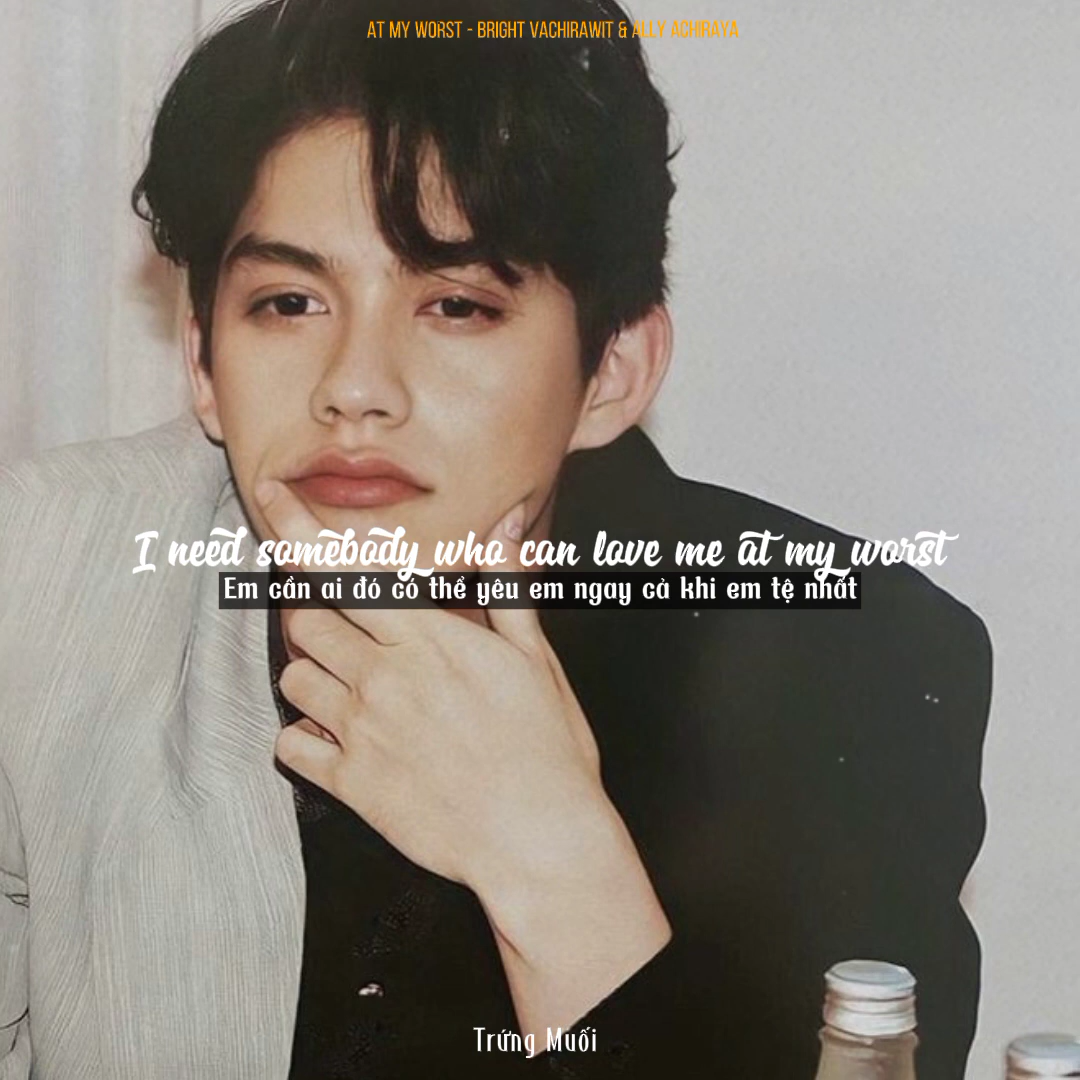 AT MY WORST - BRIGHT VACHIRAWIT & ALLY ACHIRAYA
I need somebody who can love me at my worst
Em cần ai đó có thể yêu em ngay cả khi em tệ nhất
Trứng Muối